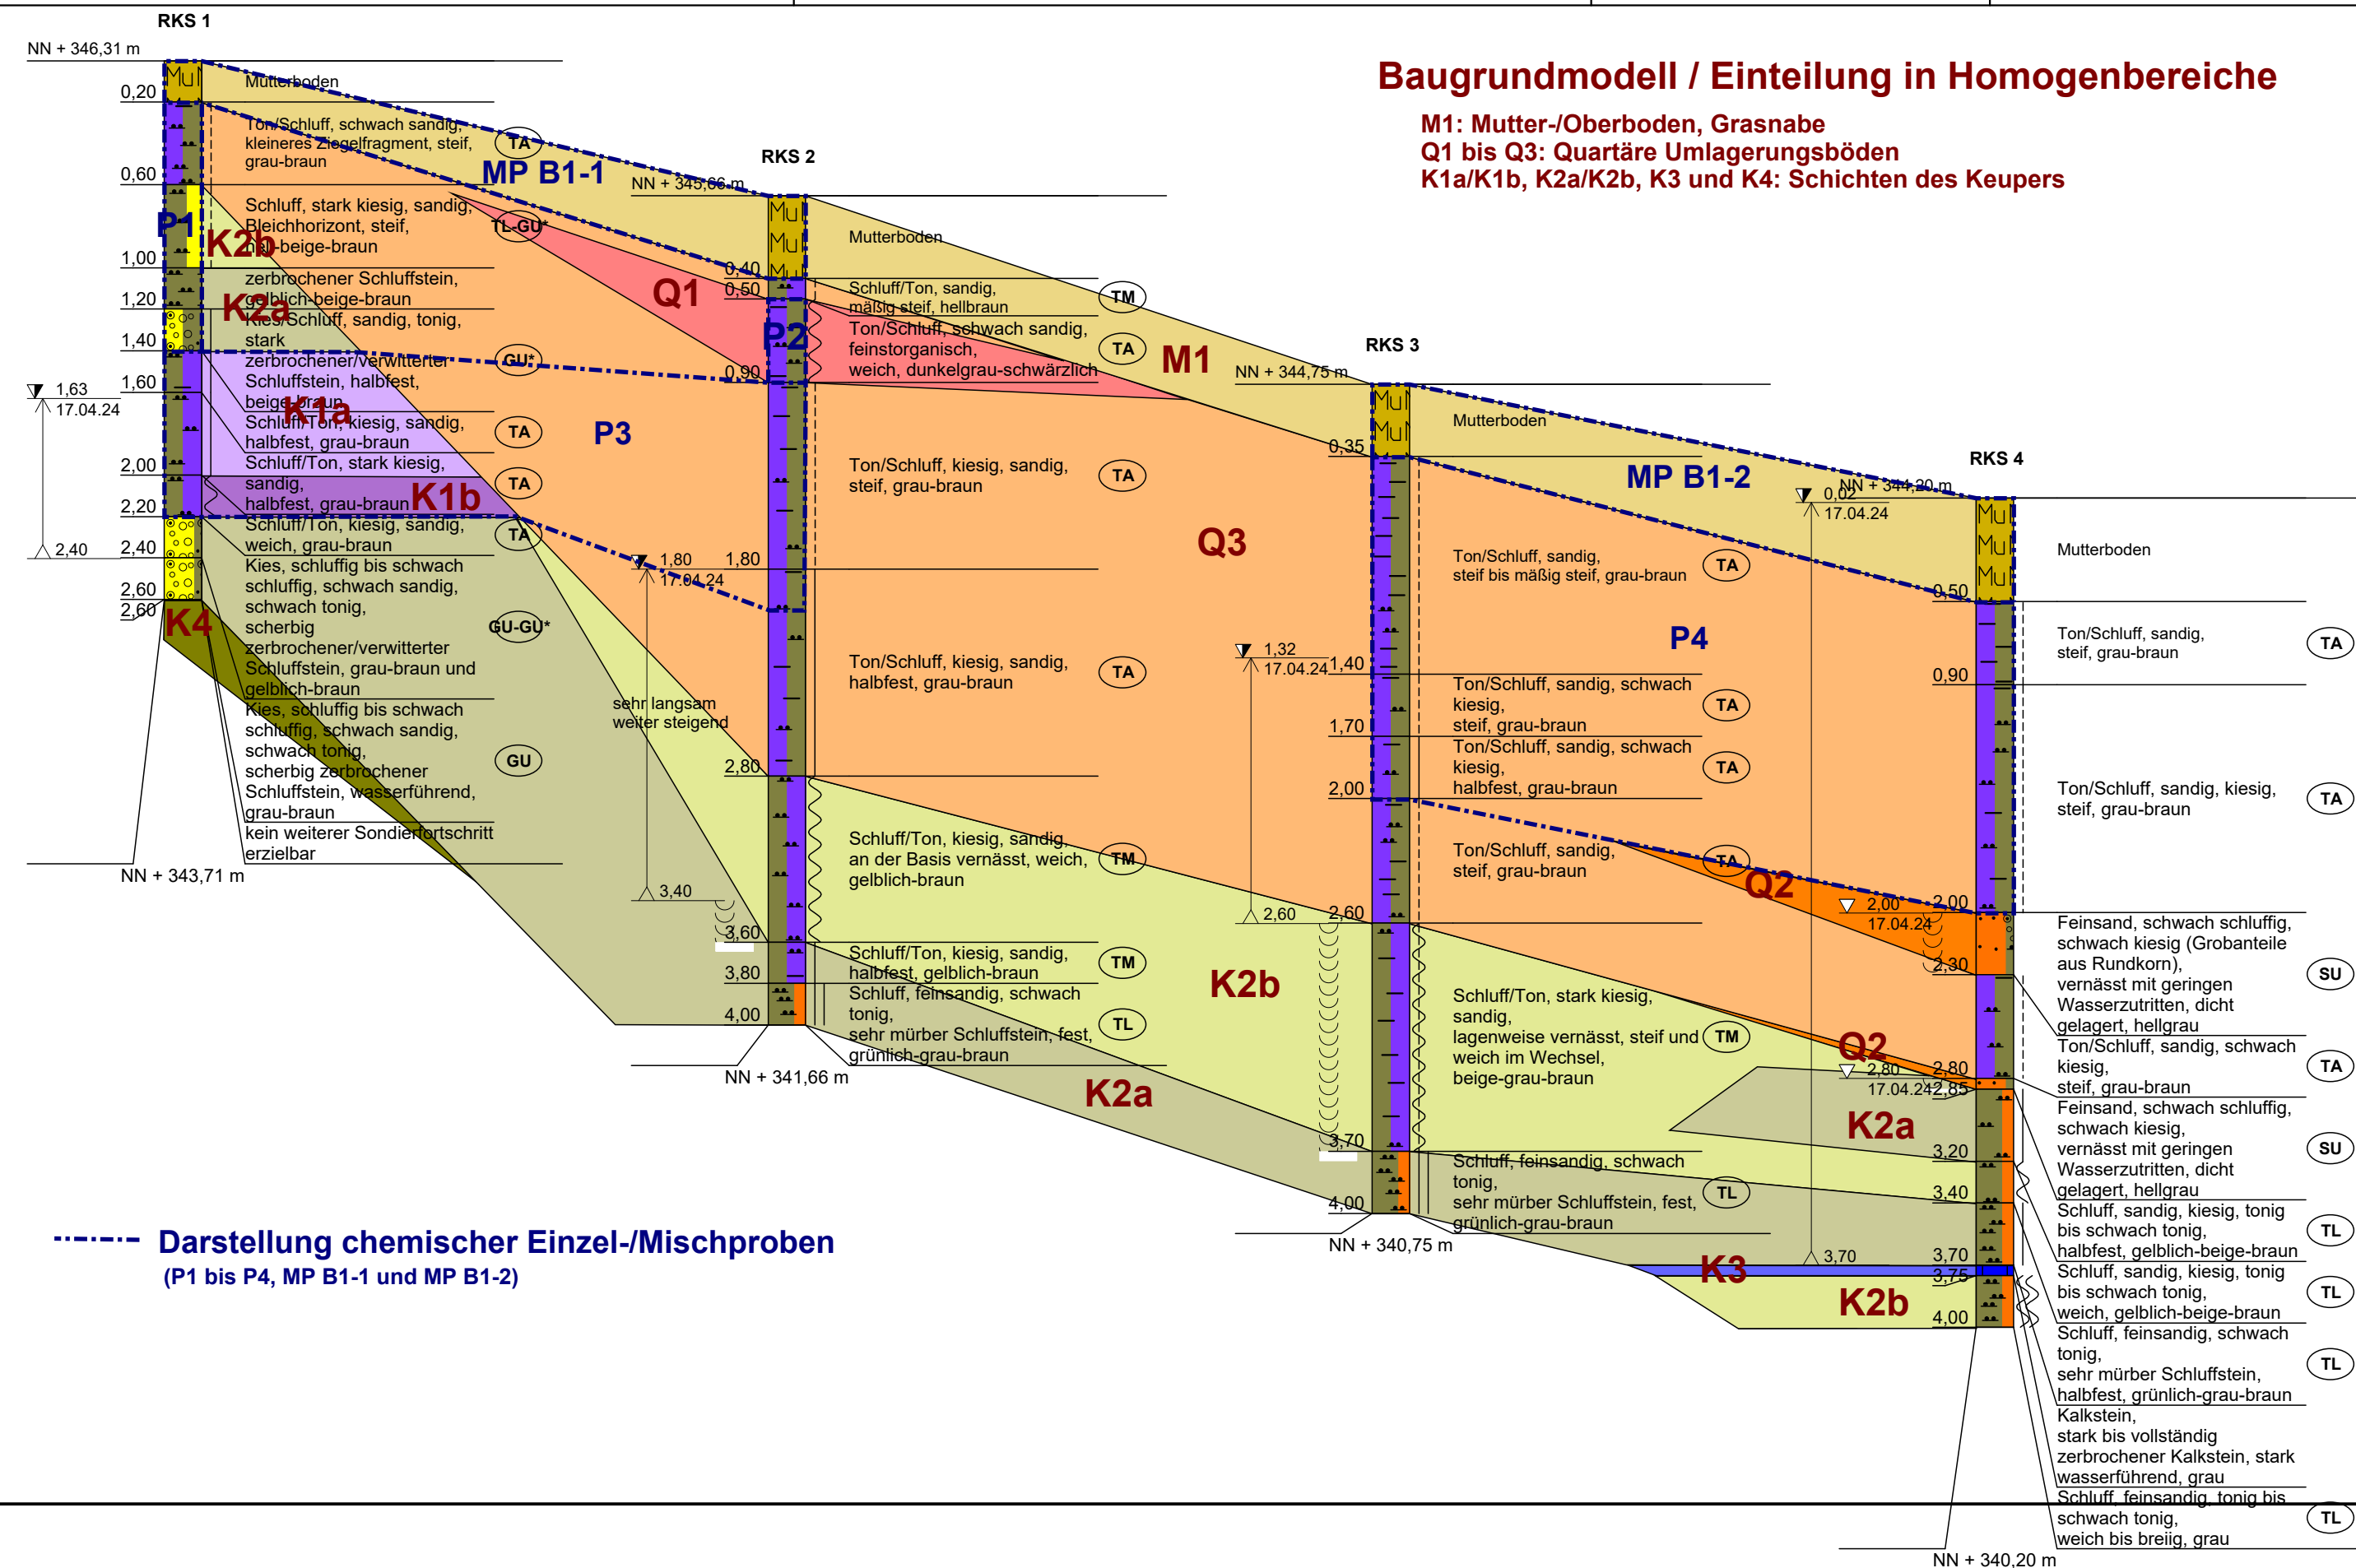 RKS 1
NN + 346,31 m
Mutterboden
0,20
Ton/Schluff, schwach sandig,
kleineres Ziegelfragment, steif,
grau-braun
TA
0,60
Schluff, stark kiesig, sandig,
Bleichhorizont, steif,
hell-beige-braun
TL-GU*
P1
K2b
1,00
zerbrochener Schluffstein,
gelblich-beige-braun
1,20
K2a
Kies/Schluff, sandig, tonig,
stark
zerbrochener/verwitterter
Schluffstein, halbfest,
beige-braun
GU*
1,40
1,60
K1a
1,63
17.04.24
Schluff/Ton, kiesig, sandig,
halbfest, grau-braun
TA
2,00
Schluff/Ton, stark kiesig,
sandig,
halbfest, grau-braun
TA
K1b
2,20
Schluff/Ton, kiesig, sandig,
weich, grau-braun
TA
2,40
2,40
Kies, schluffig bis schwach
schluffig, schwach sandig,
schwach tonig,
scherbig
zerbrochener/verwitterter
Schluffstein, grau-braun und
gelblich-braun
GU-GU*
2,60
2,60
K4
Kies, schluffig bis schwach
schluffig, schwach sandig,
schwach tonig,
scherbig zerbrochener
Schluffstein, wasserführend,
grau-braun
GU
kein weiterer Sondierfortschritt
erzielbar
NN + 343,71 m
MP B1-1
RKS 2
NN + 345,66 m
Mutterboden
0,40
0,50
Schluff/Ton, sandig,
mäßig steif, hellbraun
TM
Q1
P2
Ton/Schluff, schwach sandig,
feinstorganisch,
weich, dunkelgrau-schwärzlich
TA
M1
0,90
P3
Ton/Schluff, kiesig, sandig,
steif, grau-braun
TA
1,80
17.04.24
1,80
Ton/Schluff, kiesig, sandig,
halbfest, grau-braun
TA
sehr langsam
weiter steigend
2,80
Schluff/Ton, kiesig, sandig,
an der Basis vernässt, weich,
gelblich-braun
TM
3,40
3,60
Schluff/Ton, kiesig, sandig,
halbfest, gelblich-braun
TM
3,80
Schluff, feinsandig, schwach
tonig,
sehr mürber Schluffstein, fest,
grünlich-grau-braun
TL
4,00
NN + 341,66 m
K2a
Baugrundmodell / Einteilung in Homogenbereiche
M1: Mutter-/Oberboden, Grasnabe
Q1 bis Q3: Quartäre Umlagerungsböden
K1a/K1b, K2a/K2b, K3 und K4: Schichten des Keupers
RKS 3
NN + 344,75 m
Mutterboden
0,35
MP B1-2
Q3
Ton/Schluff, sandig,
steif bis mäßig steif, grau-braun
TA
P4
1,32
17.04.24
1,40
Ton/Schluff, sandig, schwach
kiesig,
steif, grau-braun
TA
1,70
Ton/Schluff, sandig, schwach
kiesig,
halbfest, grau-braun
TA
2,00
Ton/Schluff, sandig,
steif, grau-braun
TA
2,60
2,60
K2b
Schluff/Ton, stark kiesig,
sandig,
lagenweise vernässt, steif und
weich im Wechsel,
beige-grau-braun
TM
3,70
Schluff, feinsandig, schwach
tonig,
sehr mürber Schluffstein, fest,
grünlich-grau-braun
TL
4,00
NN + 340,75 m
RKS 4
NN + 344,20 m
0,02
17.04.24
Mutterboden
0,50
Ton/Schluff, sandig,
steif, grau-braun
TA
0,90
Ton/Schluff, sandig, kiesig,
steif, grau-braun
TA
Q2
2,00
17.04.24
2,00
Feinsand, schwach schluffig,
schwach kiesig (Grobanteile
aus Rundkorn),
vernässt mit geringen
Wasserzutritten, dicht
gelagert, hellgrau
SU
2,30
Ton/Schluff, sandig, schwach
kiesig,
steif, grau-braun
TA
Q2
2,80
17.04.24
2,80
2,85
Feinsand, schwach schluffig,
schwach kiesig,
vernässt mit geringen
Wasserzutritten, dicht
gelagert, hellgrau
SU
K2a
3,20
Schluff, sandig, kiesig, tonig
bis schwach tonig,
halbfest, gelblich-beige-braun
TL
3,40
Schluff, sandig, kiesig, tonig
bis schwach tonig,
weich, gelblich-beige-braun
TL
3,70
3,70
3,75
K3
K2b
Schluff, feinsandig, schwach
tonig,
sehr mürber Schluffstein,
halbfest, grünlich-grau-braun
TL
4,00
Kalkstein,
stark bis vollständig
zerbrochener Kalkstein, stark
wasserführend, grau
Schluff, feinsandig, tonig bis
schwach tonig,
weich bis breiig, grau
TL
NN + 340,20 m
Darstellung chemischer Einzel-/Mischproben
(P1 bis P4, MP B1-1 und MP B1-2)